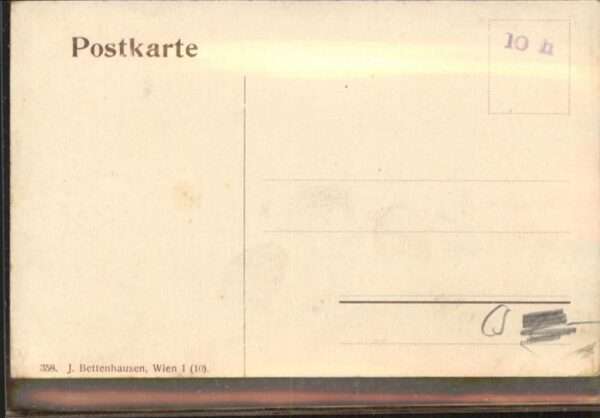 Postkarte
10 h
358. J. Bettenhausen, Wien I (10).